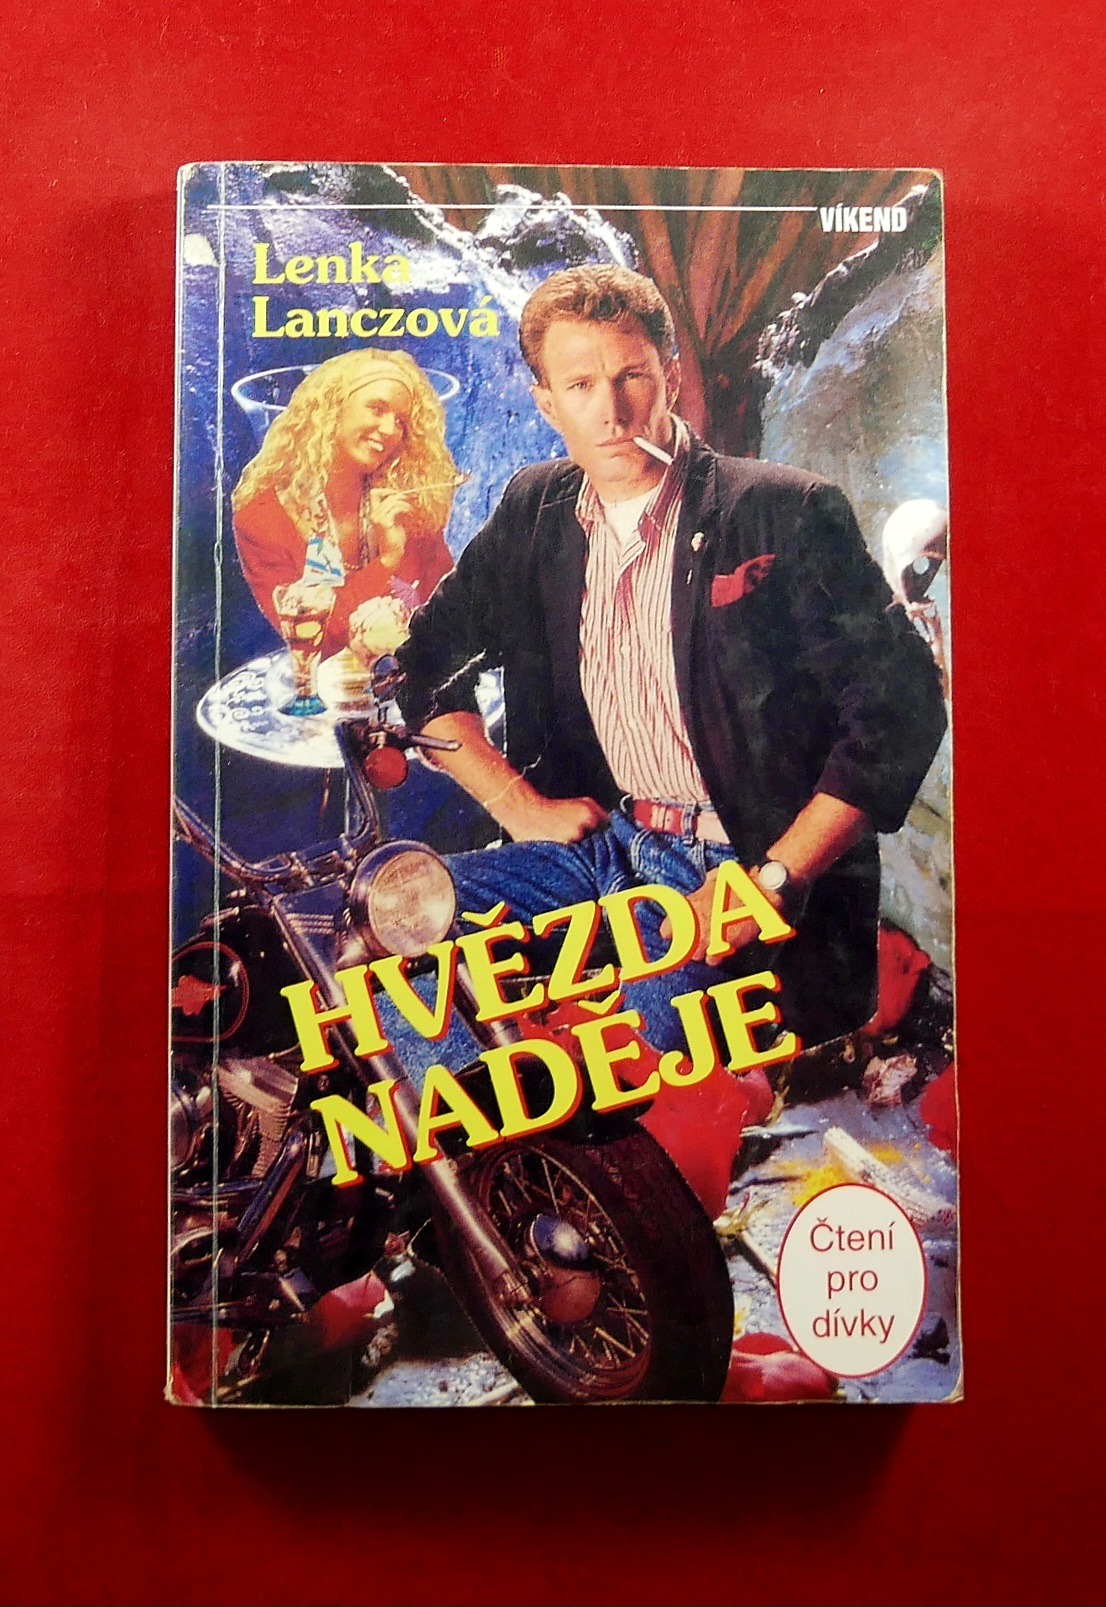 VÍKEND
Lenka
Lanczová
HVĚZDA
NADĚJE
Čtení
pro
dívky